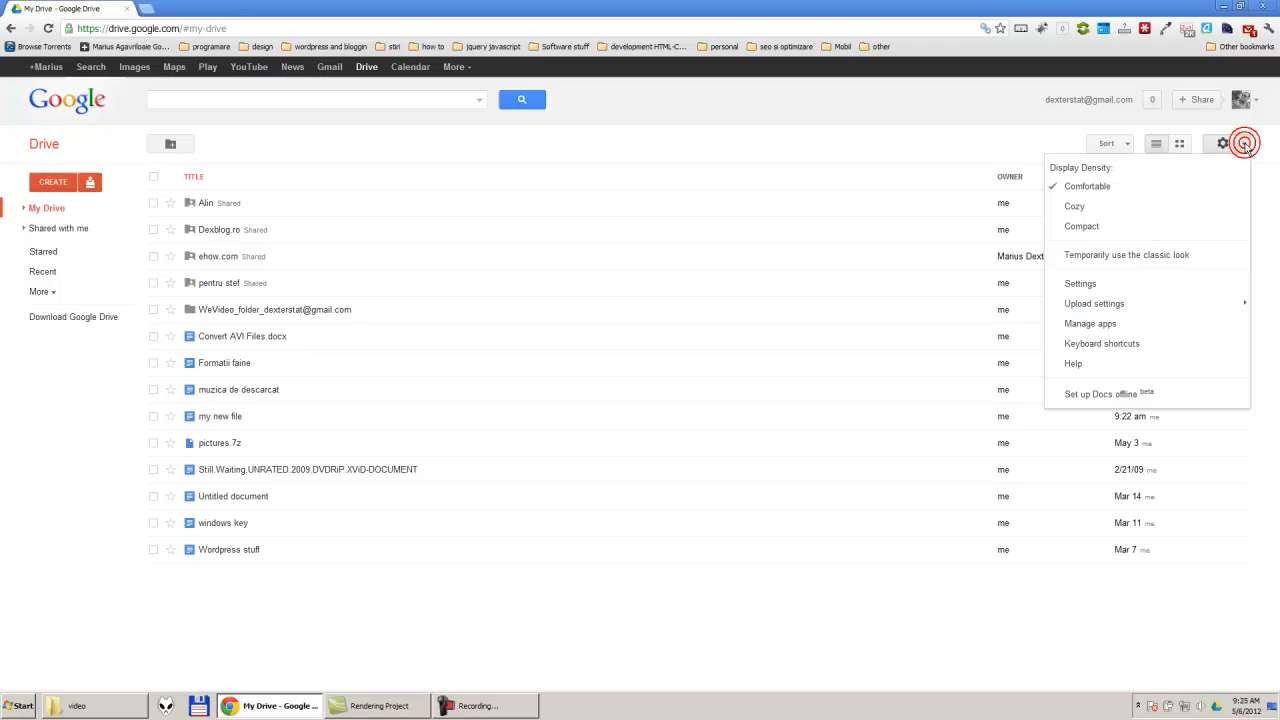 My Drive - Google Drive
https://drive.google.com/#my-drive
Browse Torrents Marius Agavriloaie Go... programare design wordpress and bloggin stiri how to jquery javascript Software stuff development HTML-C... personal seo si optimizare Mobil other Other bookmarks
+Marius Search Images Maps Play YouTube News Gmail Drive Calendar More
Google dexterstat@gmail.com 0 + Share
Drive Sort
CREATE
My Drive
Shared with me
Starred
Recent
More
Download Google Drive
TITLE OWNER
Alin Shared me
Dexblog.ro Shared me
ehow.com Shared Marius Dext
pentru stef Shared me
WeVideo_folder_dexterstat@gmail.com me
Convert AVI Files.docx me
Formatii faine me
muzica de descarcat me
my new file me 9:22 am me
pictures.7z me May 3 me
Still.Waiting.UNRATED.2009.DVDRiP.XViD-DOCUMENT me 2/21/09 me
Untitled document me Mar 14 me
windows key me Mar 11 me
Wordpress stuff me Mar 7 me
Display Density:
Comfortable
Cozy
Compact
Temporarily use the classic look
Settings
Upload settings
Manage apps
Keyboard shortcuts
Help
Set up Docs offline beta
Start video My Drive - Google ... Rendering Project Recording... 9:25 AM
5/6/2012